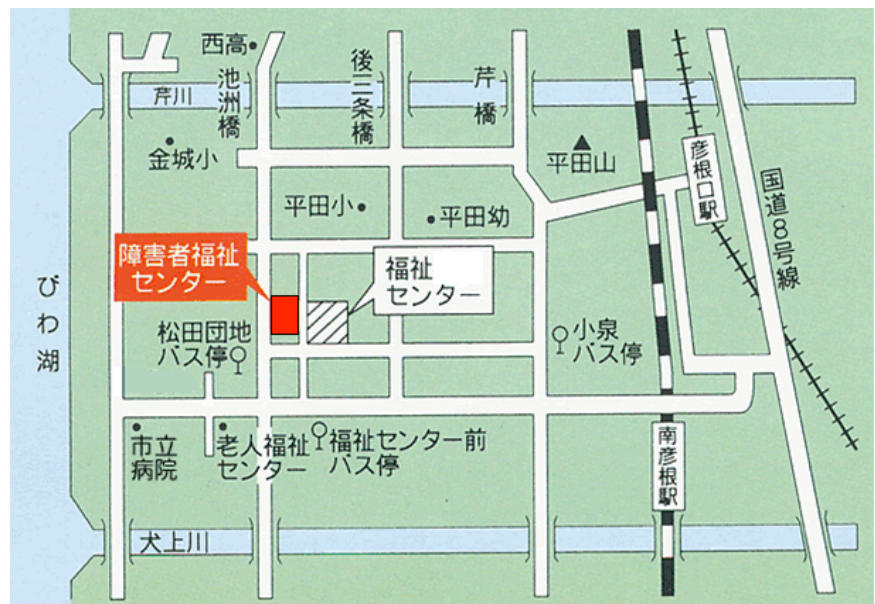 西高
芹川
池洲橋
後三条橋
芹橋
金城小
平田山
彦根口駅
国道8号線
平田小
平田幼
障害者福祉
センター
福祉
センター
びわ湖
松田団地
バス停
小泉
バス停
市立
病院
老人福祉
センター
福祉センター前
バス停
南彦根駅
犬上川